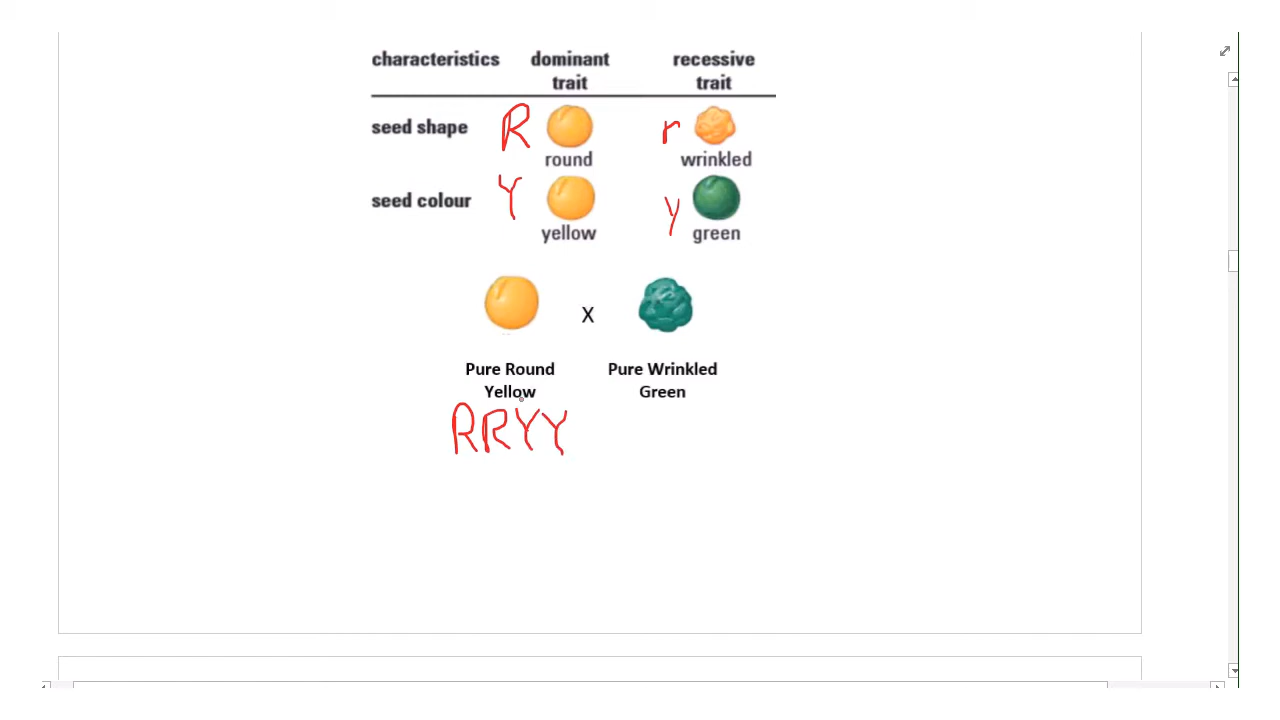 characteristics dominant trait recessive trait
seed shape R r
round wrinkled
seed colour Y y
yellow green
X
Pure Round Yellow Pure Wrinkled Green
RRYY